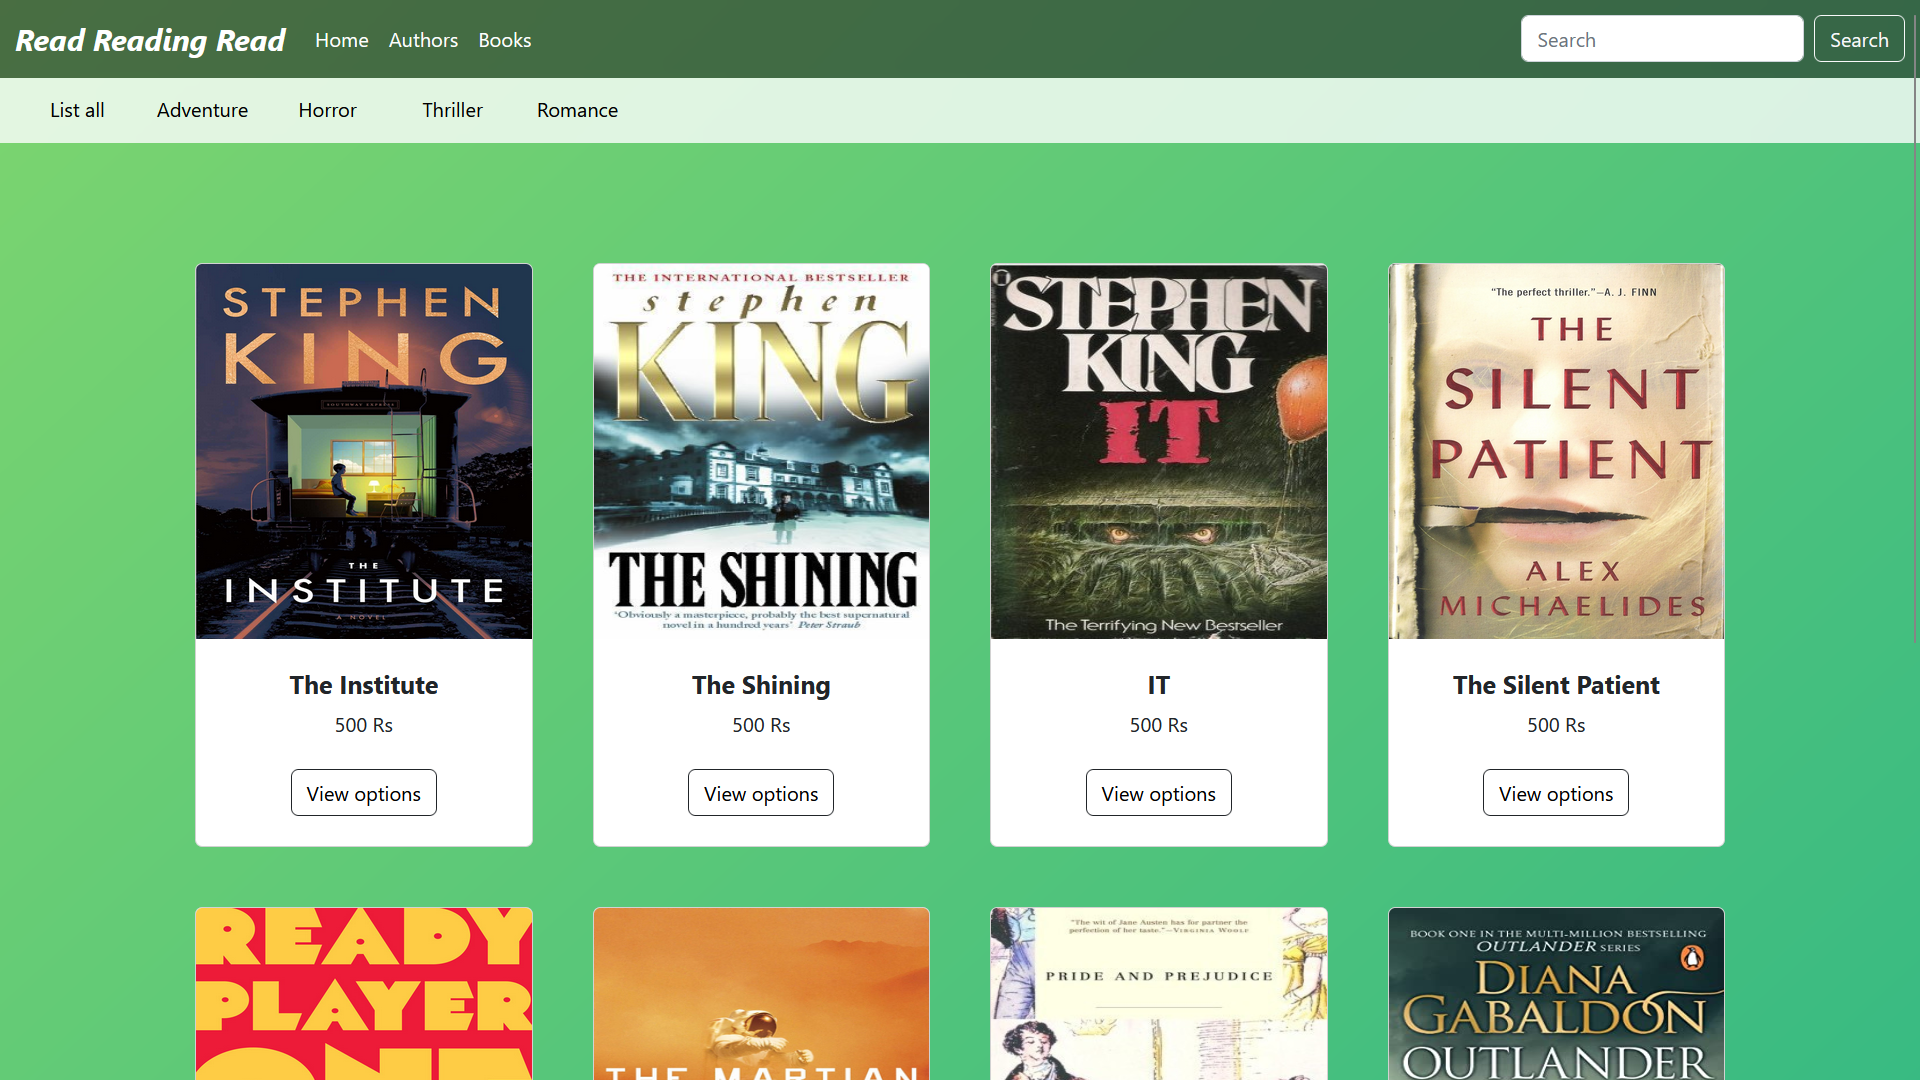 Read Reading Read
Home
Authors
Books
Search
Search
List all
Adventure
Horror
Thriller
Romance
STEPHEN
KING
SOUTHWAY EXPRESS
THE
INSTITUTE
A NOVEL
The Institute
500 Rs
View options
THE INTERNATIONAL BESTSELLER
stephen
KING
THE SHINING
'Obviously a masterpiece, probably the best supernatural
novel in a hundred years' Peter Straub
The Shining
500 Rs
View options
STEPHEN
KING
IT
The Terrifying New Bestseller
IT
500 Rs
View options
"The perfect thriller."—A. J. FINN
THE
SILENT
PATIENT
ALEX
MICHAELIDES
The Silent Patient
500 Rs
View options
READY
PLAYER
ONE
THE MARTIAN
"The wit of Jane Austen has for partner the
perfection of her taste."—VIRGINIA WOOLF
PRIDE AND PREJUDICE
BOOK ONE IN THE MULTI-MILLION BESTSELLING
OUTLANDER SERIES
DIANA
GABALDON
OUTLANDER